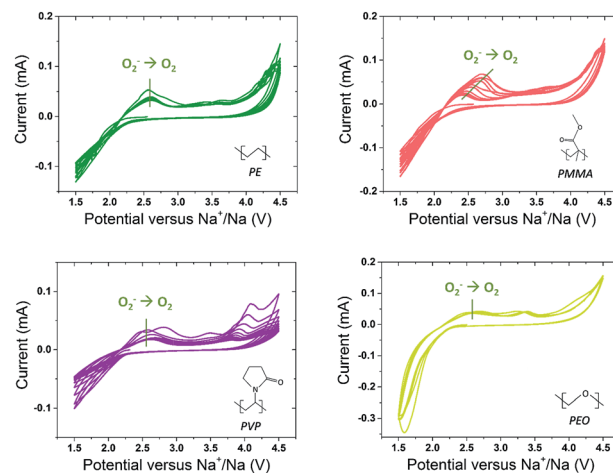 O₂⁻ → O₂
Current (mA)
0.1
0.0
-0.1
PE
1.5 2.0 2.5 3.0 3.5 4.0 4.5
Potential versus Na⁺/Na (V)
O₂⁻ → O₂
Current (mA)
0.2
0.1
0.0
-0.1
-0.2
O
O
PMMA
1.5 2.0 2.5 3.0 3.5 4.0 4.5
Potential versus Na⁺/Na (V)
O₂⁻ → O₂
Current (mA)
0.1
0.0
-0.1
N
O
PVP
1.5 2.0 2.5 3.0 3.5 4.0 4.5
Potential versus Na⁺/Na (V)
O₂⁻ → O₂
Current (mA)
0.2
0.1
0.0
-0.1
-0.2
-0.3
O
PEO
1.5 2.0 2.5 3.0 3.5 4.0 4.5
Potential versus Na⁺/Na (V)